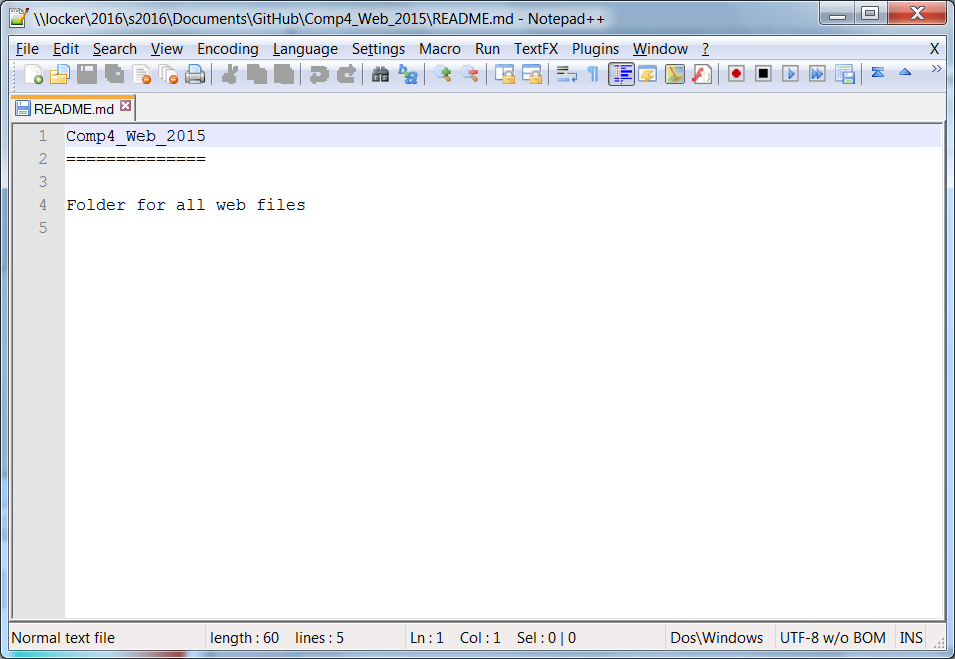 \\locker\2016\s2016\Documents\GitHub\Comp4_Web_2015\README.md - Notepad++
File Edit Search View Encoding Language Settings Macro Run TextFX Plugins Window ? X
README.md
1 Comp4_Web_2015
2 ==============
3
4 Folder for all web files
5
Normal text file length : 60 lines : 5 Ln : 1 Col : 1 Sel : 0 | 0 Dos\Windows UTF-8 w/o BOM INS